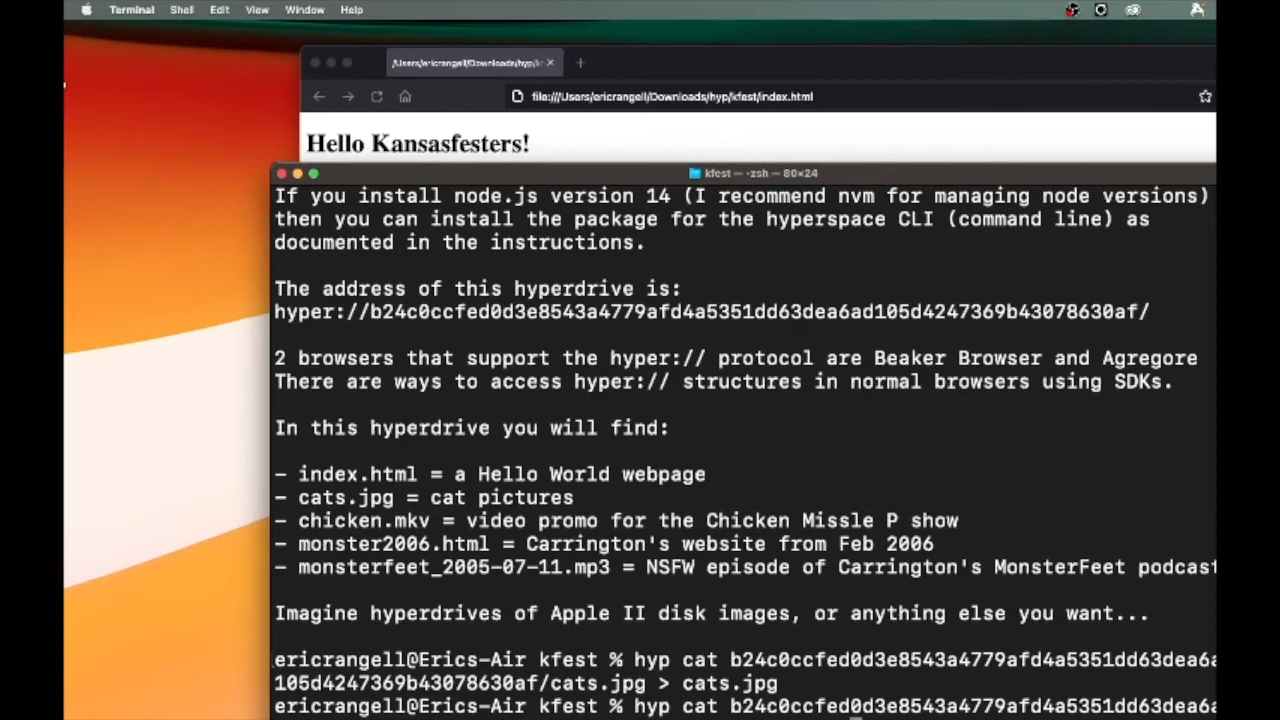 Terminal Shell Edit View Window Help
/Users/ericrangell/Downloads/hyp/k
file:///Users/ericrangell/Downloads/hyp/kfest/index.html
Hello Kansasfesters!
kfest — -zsh — 80×24
If you install node.js version 14 (I recommend nvm for managing node versions)
then you can install the package for the hyperspace CLI (command line) as
documented in the instructions.
The address of this hyperdrive is:
hyper://b24c0ccfed0d3e8543a4779afd4a5351dd63dea6ad105d4247369b43078630af/
2 browsers that support the hyper:// protocol are Beaker Browser and Agregore
There are ways to access hyper:// structures in normal browsers using SDKs.
In this hyperdrive you will find:
- index.html = a Hello World webpage
- cats.jpg = cat pictures
- chicken.mkv = video promo for the Chicken Missle P show
- monster2006.html = Carrington's website from Feb 2006
- monsterfeet_2005-07-11.mp3 = NSFW episode of Carrington's MonsterFeet podcast
Imagine hyperdrives of Apple II disk images, or anything else you want...
ericrangell@Erics-Air kfest % hyp cat b24c0ccfed0d3e8543a4779afd4a5351dd63dea6a
105d4247369b43078630af/cats.jpg > cats.jpg
ericrangell@Erics-Air kfest % hyp cat b24c0ccfed0d3e8543a4779afd4a5351dd63dea6a